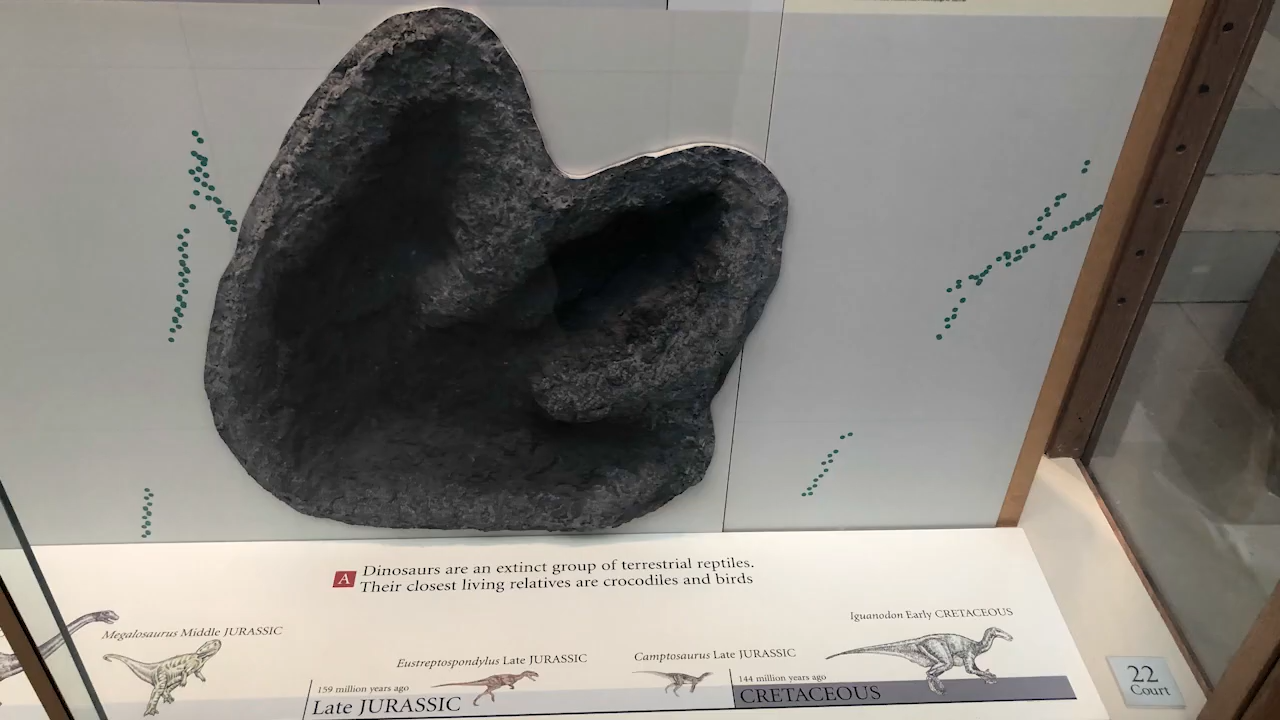 A Dinosaurs are an extinct group of terrestrial reptiles.
Their closest living relatives are crocodiles and birds
Megalosaurus Middle JURASSIC
Eustreptospondylus Late JURASSIC
Camptosaurus Late JURASSIC
Iguanodon Early CRETACEOUS
159 million years ago
Late JURASSIC
144 million years ago
CRETACEOUS
22
Court